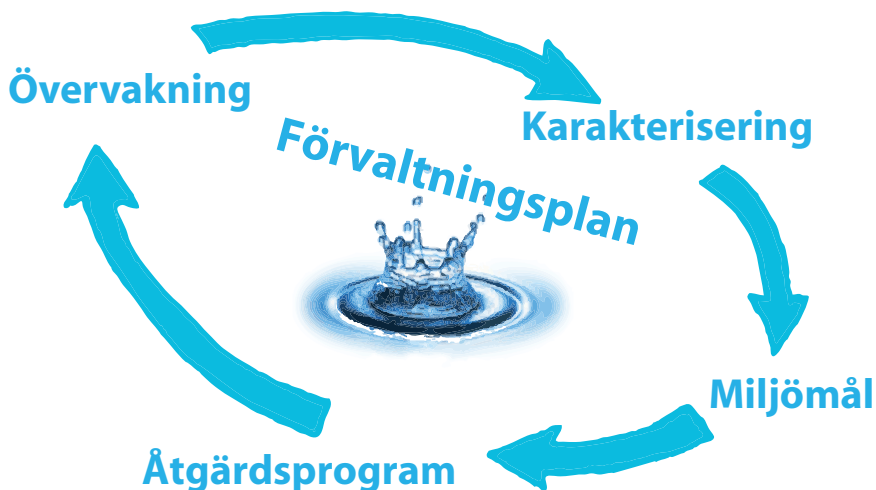 Övervakning
Karakterisering
Förvaltningsplan
Miljömål
Åtgärdsprogram